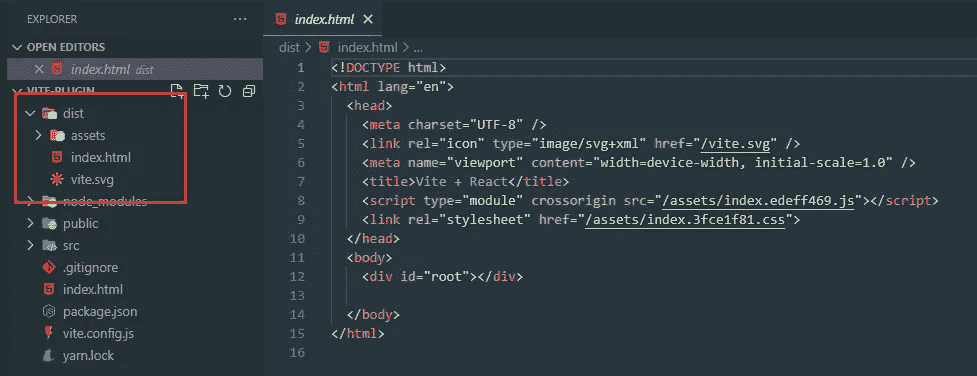 EXPLORER
···
OPEN EDITORS
index.html dist
VITE-PLUGIN
dist
assets
index.html
vite.svg
node_modules
public
src
.gitignore
index.html
package.json
vite.config.js
yarn.lock
index.html
dist > index.html > ...
1 <!DOCTYPE html>
2 <html lang="en">
3 <head>
4 <meta charset="UTF-8" />
5 <link rel="icon" type="image/svg+xml" href="/vite.svg" />
6 <meta name="viewport" content="width=device-width, initial-scale=1.0" />
7 <title>Vite + React</title>
8 <script type="module" crossorigin src="/assets/index.edeff469.js"></script>
9 <link rel="stylesheet" href="/assets/index.3fce1f81.css">
10 </head>
11 <body>
12 <div id="root"></div>
13
14 </body>
15 </html>
16